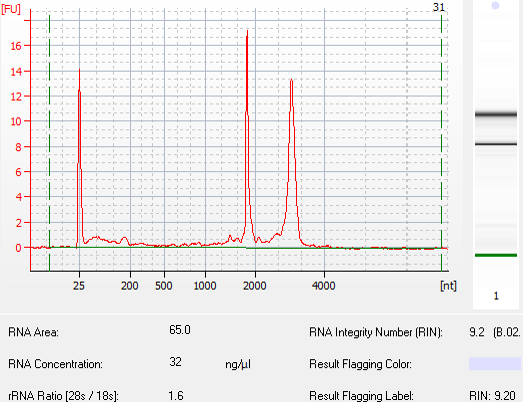 [FU]
31
16
14
12
10
8
6
4
2
0
25 200 500 1000 2000 4000 [nt]
1
RNA Area: 65.0 RNA Integrity Number (RIN): 9.2 (B.02.
RNA Concentration: 32 ng/µl Result Flagging Color:
rRNA Ratio [28s / 18s]: 1.6 Result Flagging Label: RIN: 9.20